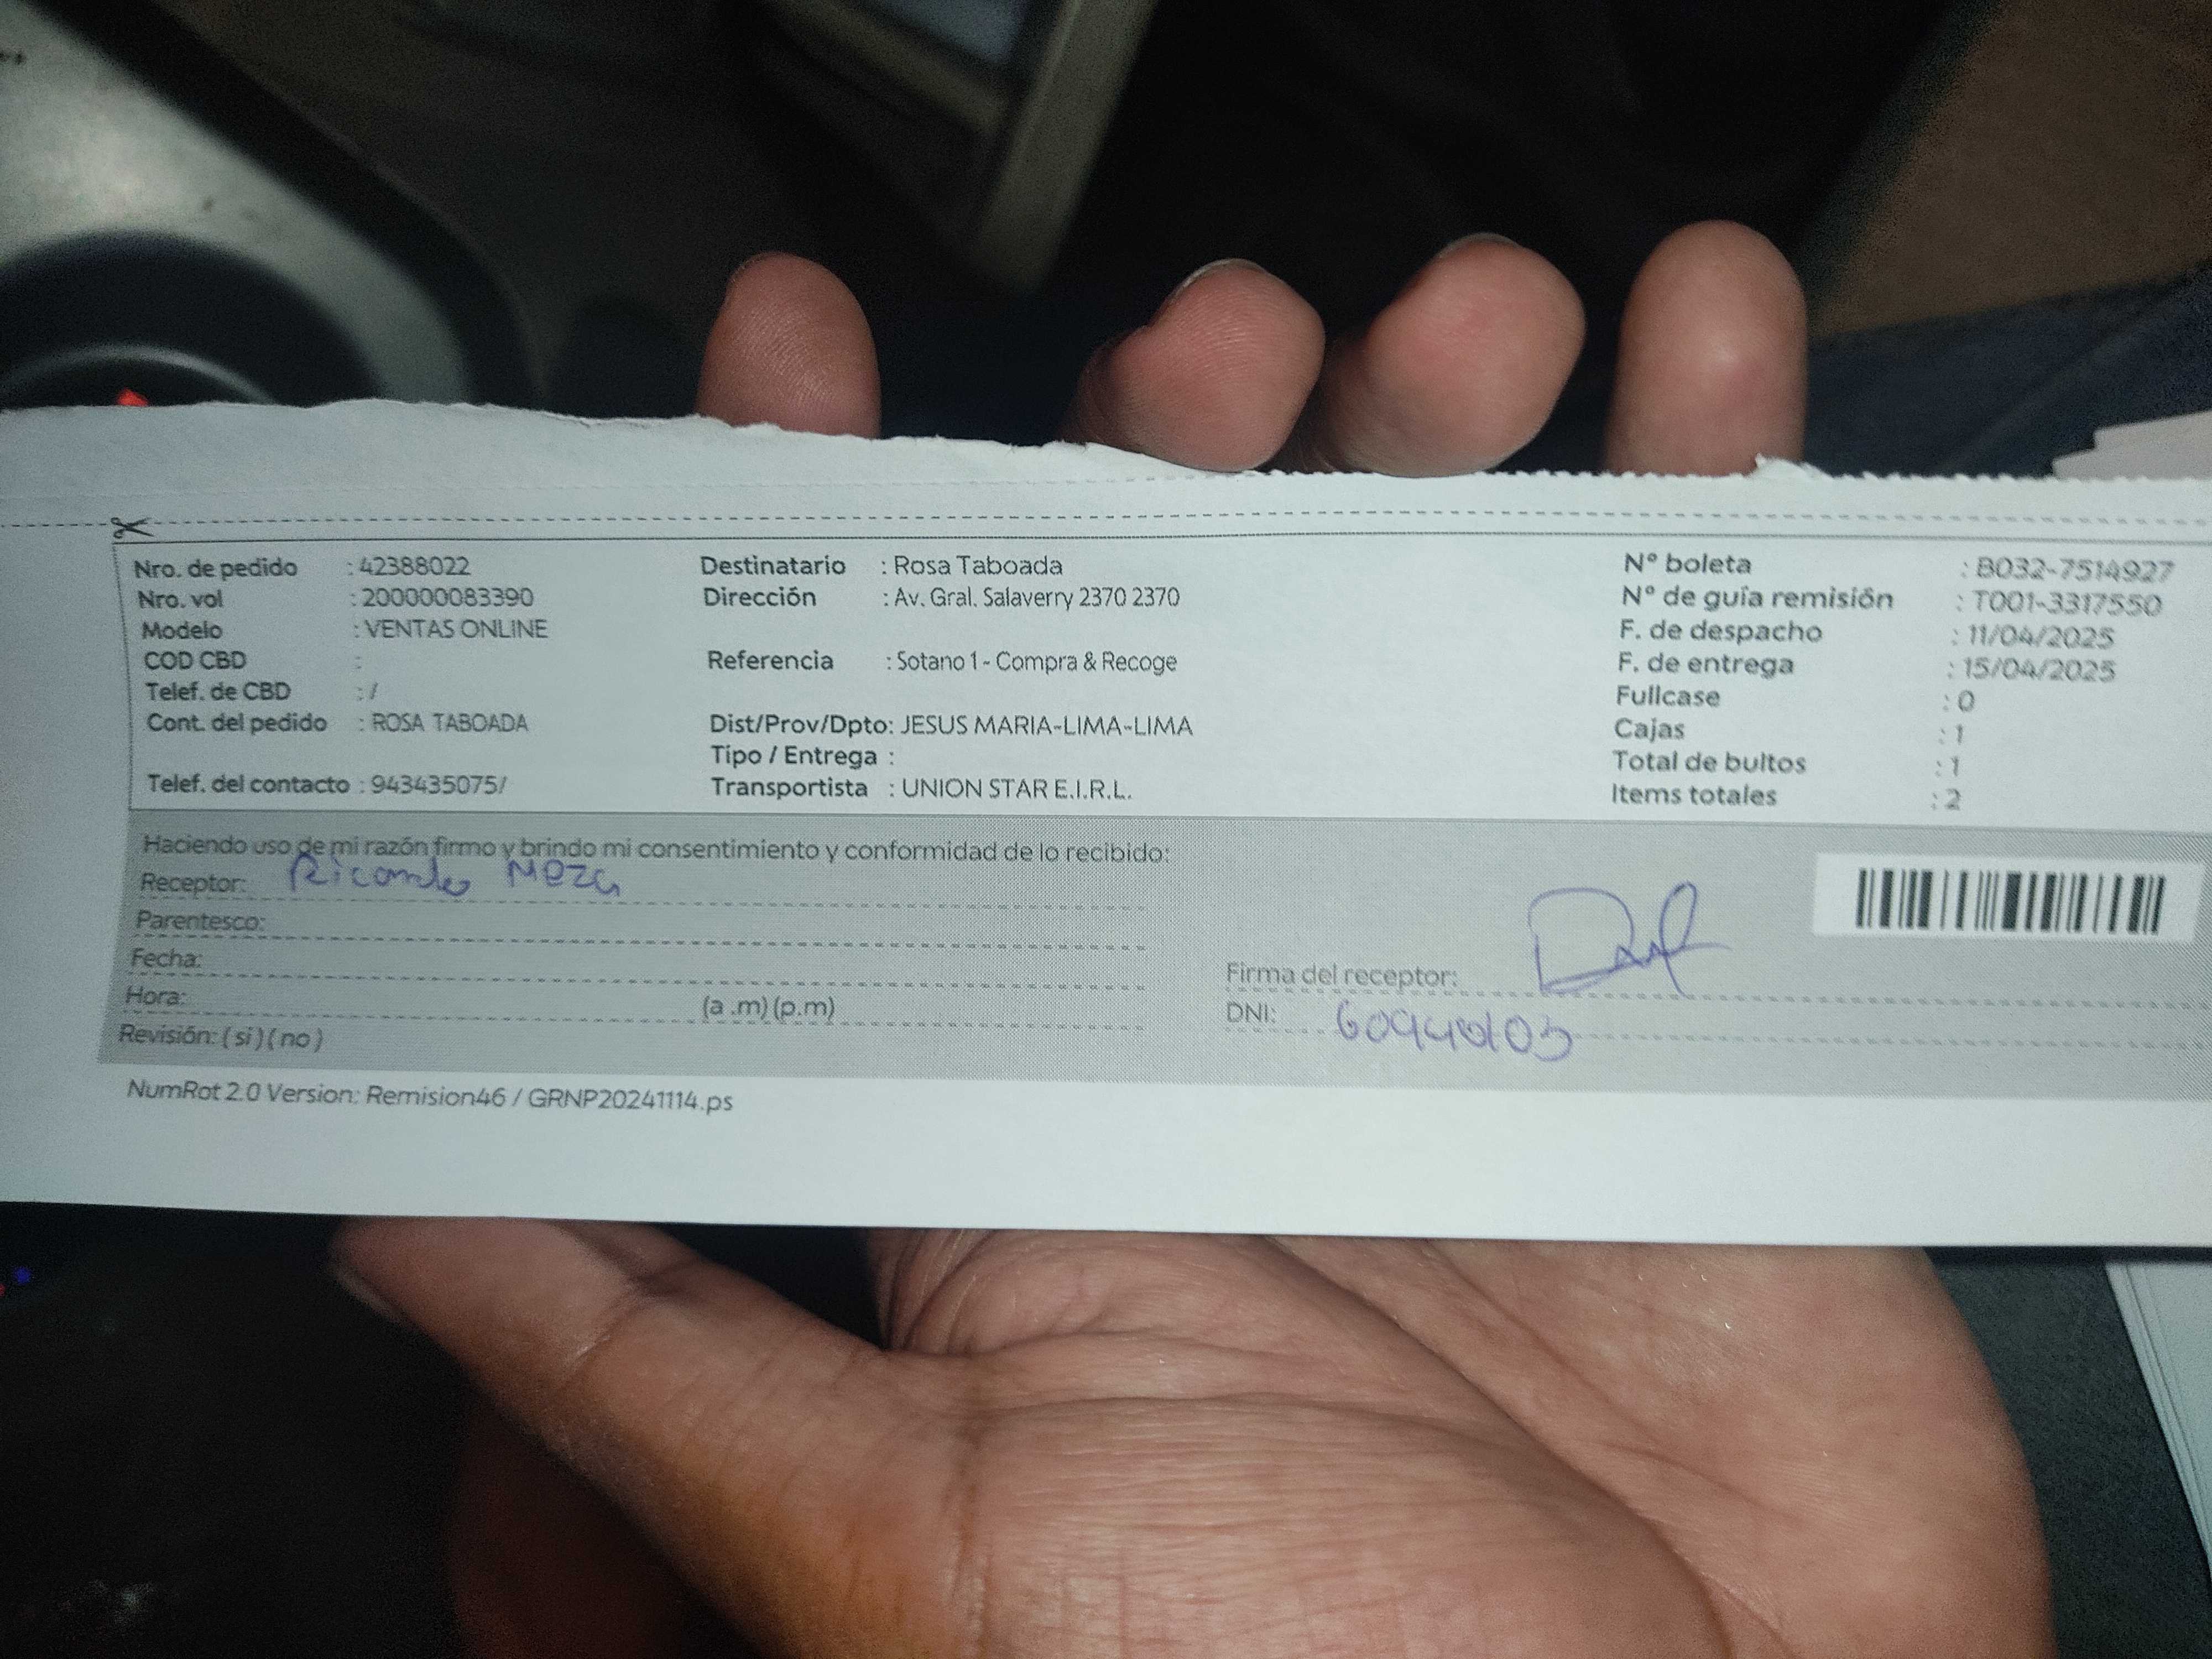 Nro. de pedido : 42388022
Nro. vol : 200000083390
Modelo : VENTAS ONLINE
COD CBD :
Telef. de CBD : /
Cont. del pedido : ROSA TABOADA
Telef. del contacto : 943435075/
Destinatario : Rosa Taboada
Dirección : Av. Gral. Salaverry 2370 2370
Referencia : Sotano 1 - Compra & Recoge
Dist/Prov/Dpto: JESUS MARIA-LIMA-LIMA
Tipo / Entrega :
Transportista : UNION STAR E.I.R.L.
N° boleta : B032-7514927
N° de guia remisión : T001-3317550
F. de despacho : 11/04/2025
F. de entrega : 15/04/2025
Fullcase : 0
Cajas : 1
Total de bultos : 1
Items totales : 2
Haciendo uso de mi razón firmo y brindo mi consentimiento y conformidad de lo recibido:
Receptor: Ricardo Meza
Parentesco:
Fecha:
Hora: (a .m) (p.m)
Revisión: ( si ) ( no )
Firma del receptor:
DNI:
NumRot 2.0 Version: Remision46 / GRNP20241114.ps